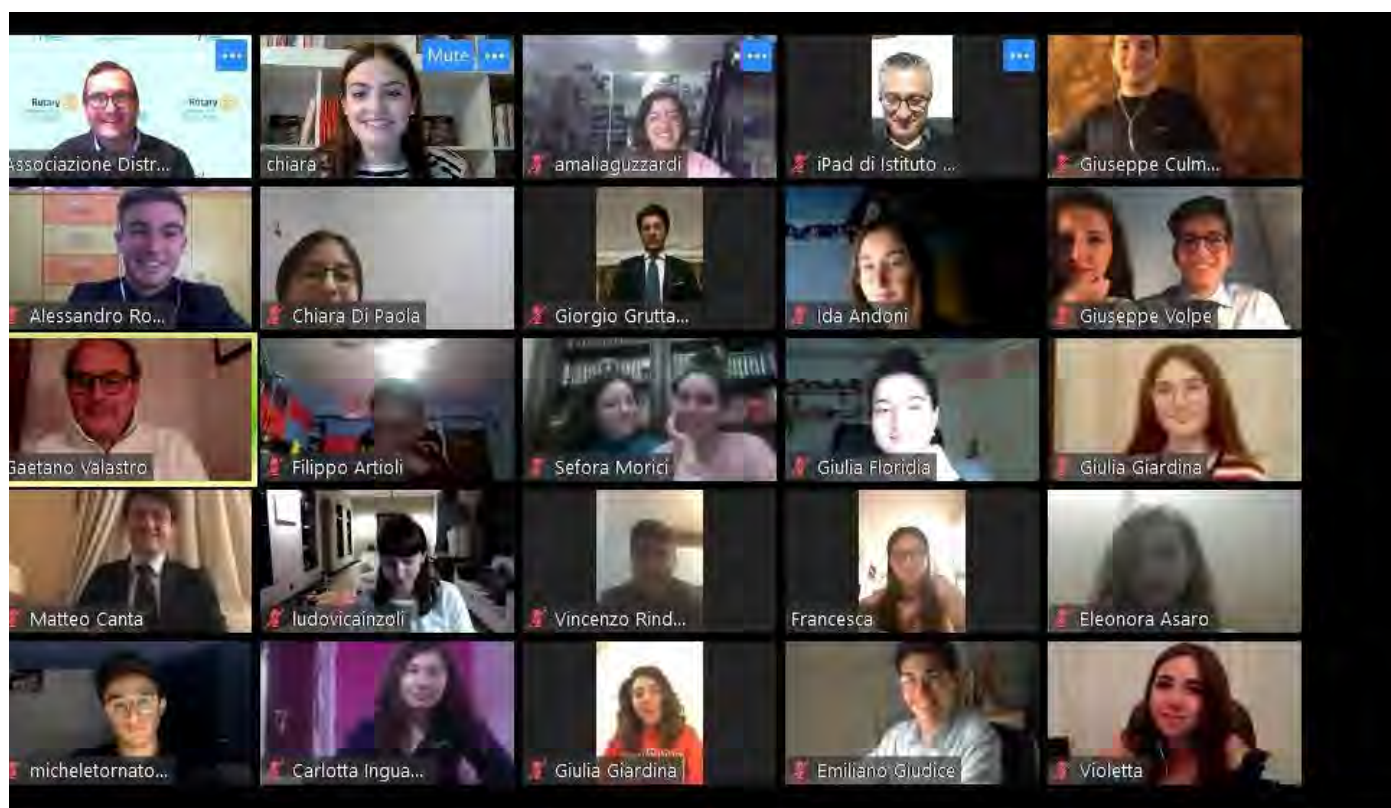 Rotary
Rotary
Mute
Associazione Distr...
chiara
amaliaguzzardi
iPad di Istituto ...
Giuseppe Culm...
Alessandro Ro...
Chiara Di Paola
Giorgio Grutta...
Ida Andoni
Giuseppe Volpe
Gaetano Valastro
Filippo Artioli
Sefora Morici
Giulia Floridia
Giulia Giardina
Matteo Canta
ludovicainzoli
Vincenzo Rind...
Francesca
Eleonora Asaro
micheletornato...
Carlotta Ingua...
Giulia Giardina
Emiliano Giudice
Violetta